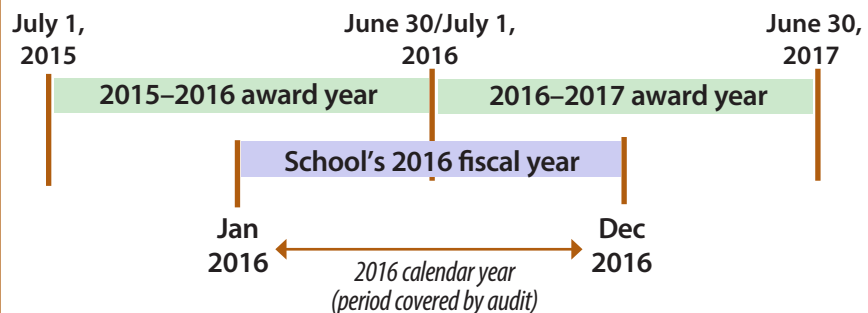 July 1,
2015
June 30/July 1,
2016
June 30,
2017
2015–2016 award year
2016–2017 award year
School’s 2016 fiscal year
Jan
2016
Dec
2016
2016 calendar year
(period covered by audit)